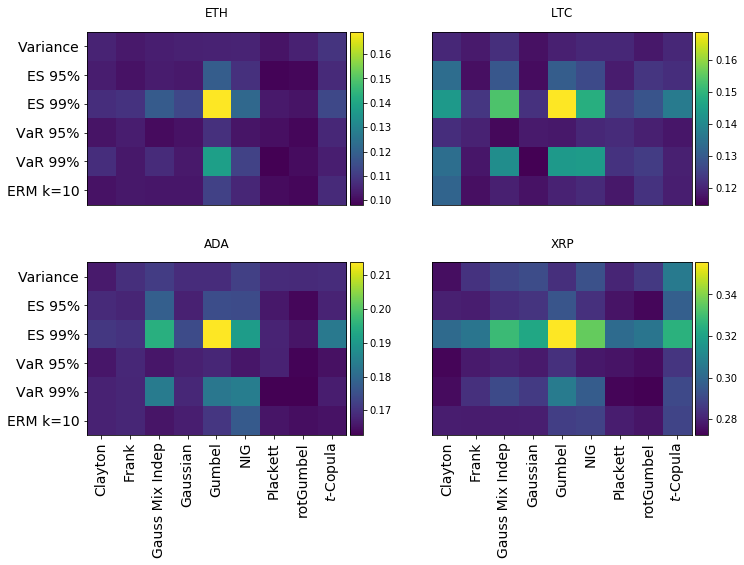 ETH
LTC
Variance
ES 95%
ES 99%
VaR 95%
VaR 99%
ERM k=10
0.16
0.15
0.14
0.13
0.12
0.11
0.10
0.16
0.15
0.14
0.13
0.12
ADA
XRP
Variance
ES 95%
ES 99%
VaR 95%
VaR 99%
ERM k=10
0.21
0.20
0.19
0.18
0.17
0.34
0.32
0.30
0.28
Clayton
Frank
Gauss Mix Indep
Gaussian
Gumbel
NIG
Plackett
rotGumbel
t-Copula
Clayton
Frank
Gauss Mix Indep
Gaussian
Gumbel
NIG
Plackett
rotGumbel
t-Copula